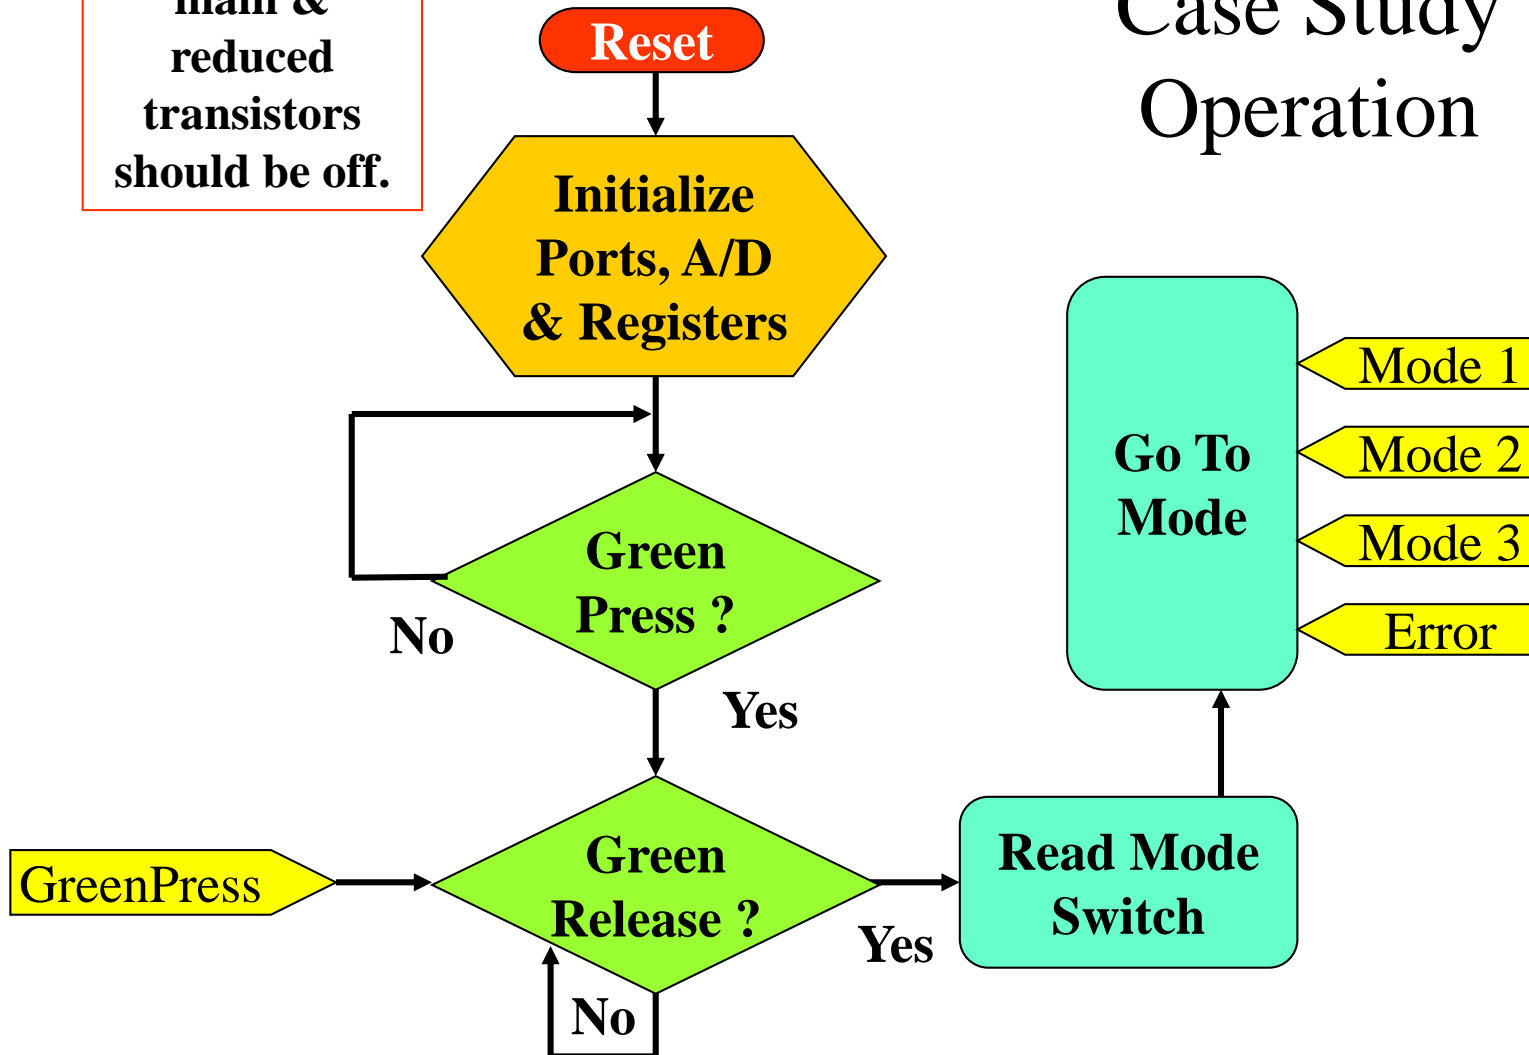 main &
reduced
transistors
should be off.
Case Study
Operation
Reset
Initialize
Ports, A/D
& Registers
Green
Press ?
No
Yes
GreenPress
Green
Release ?
No
Yes
Read Mode
Switch
Go To
Mode
Mode 1
Mode 2
Mode 3
Error